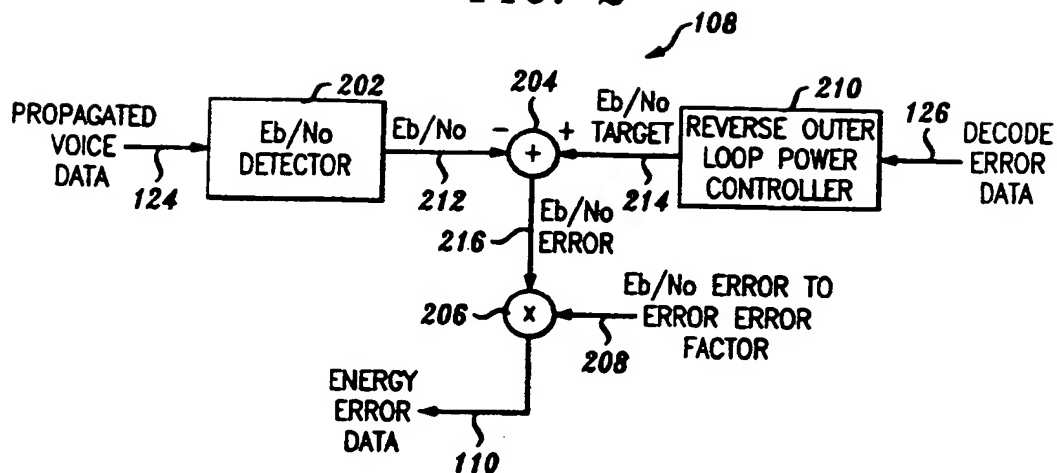 FIG. 2
108
202
204
210
PROPAGATED
VOICE
DATA
124
Eb/No
DETECTOR
Eb/No
212
-
+
+
Eb/No
TARGET
214
REVERSE OUTER
LOOP POWER
CONTROLLER
126
DECODE
ERROR
DATA
216
Eb/No
ERROR
206
x
Eb/No ERROR TO
ERROR ERROR
FACTOR
208
ENERGY
ERROR
DATA
110